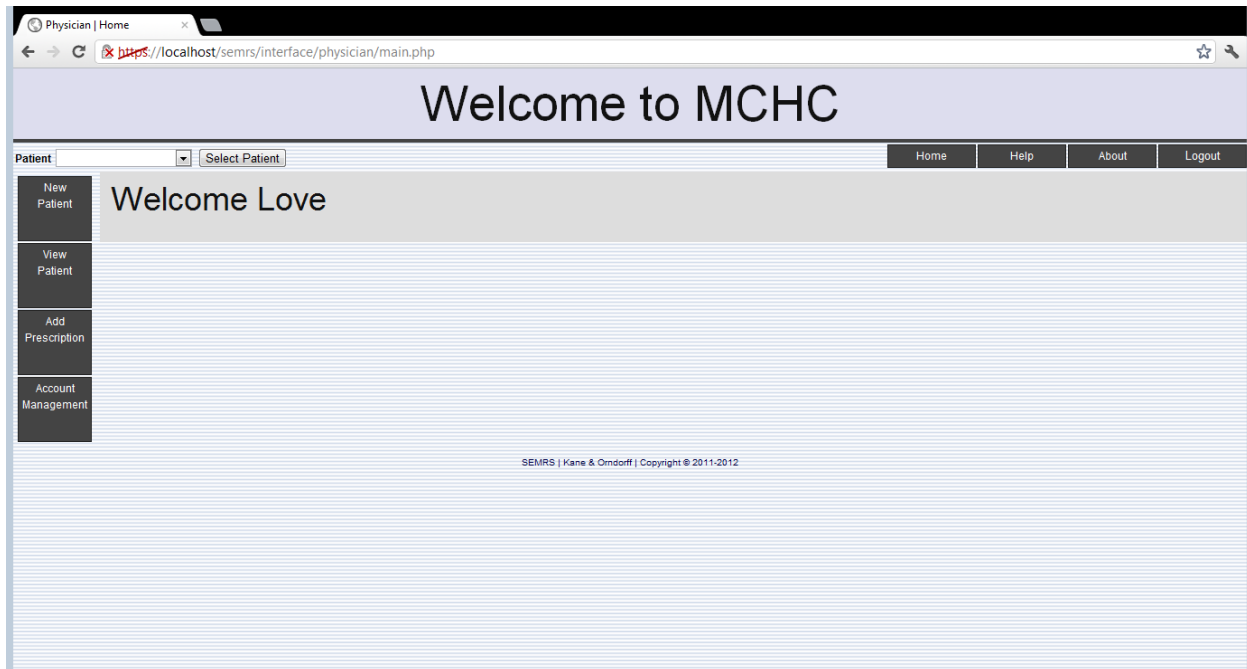 Physician | Home
https://localhost/semrs/interface/physician/main.php
Welcome to MCHC
Patient Select Patient Home Help About Logout
New
Patient
Welcome Love
View
Patient
Add
Prescription
Account
Management
SEMRS | Kane & Orndorff | Copyright © 2011-2012